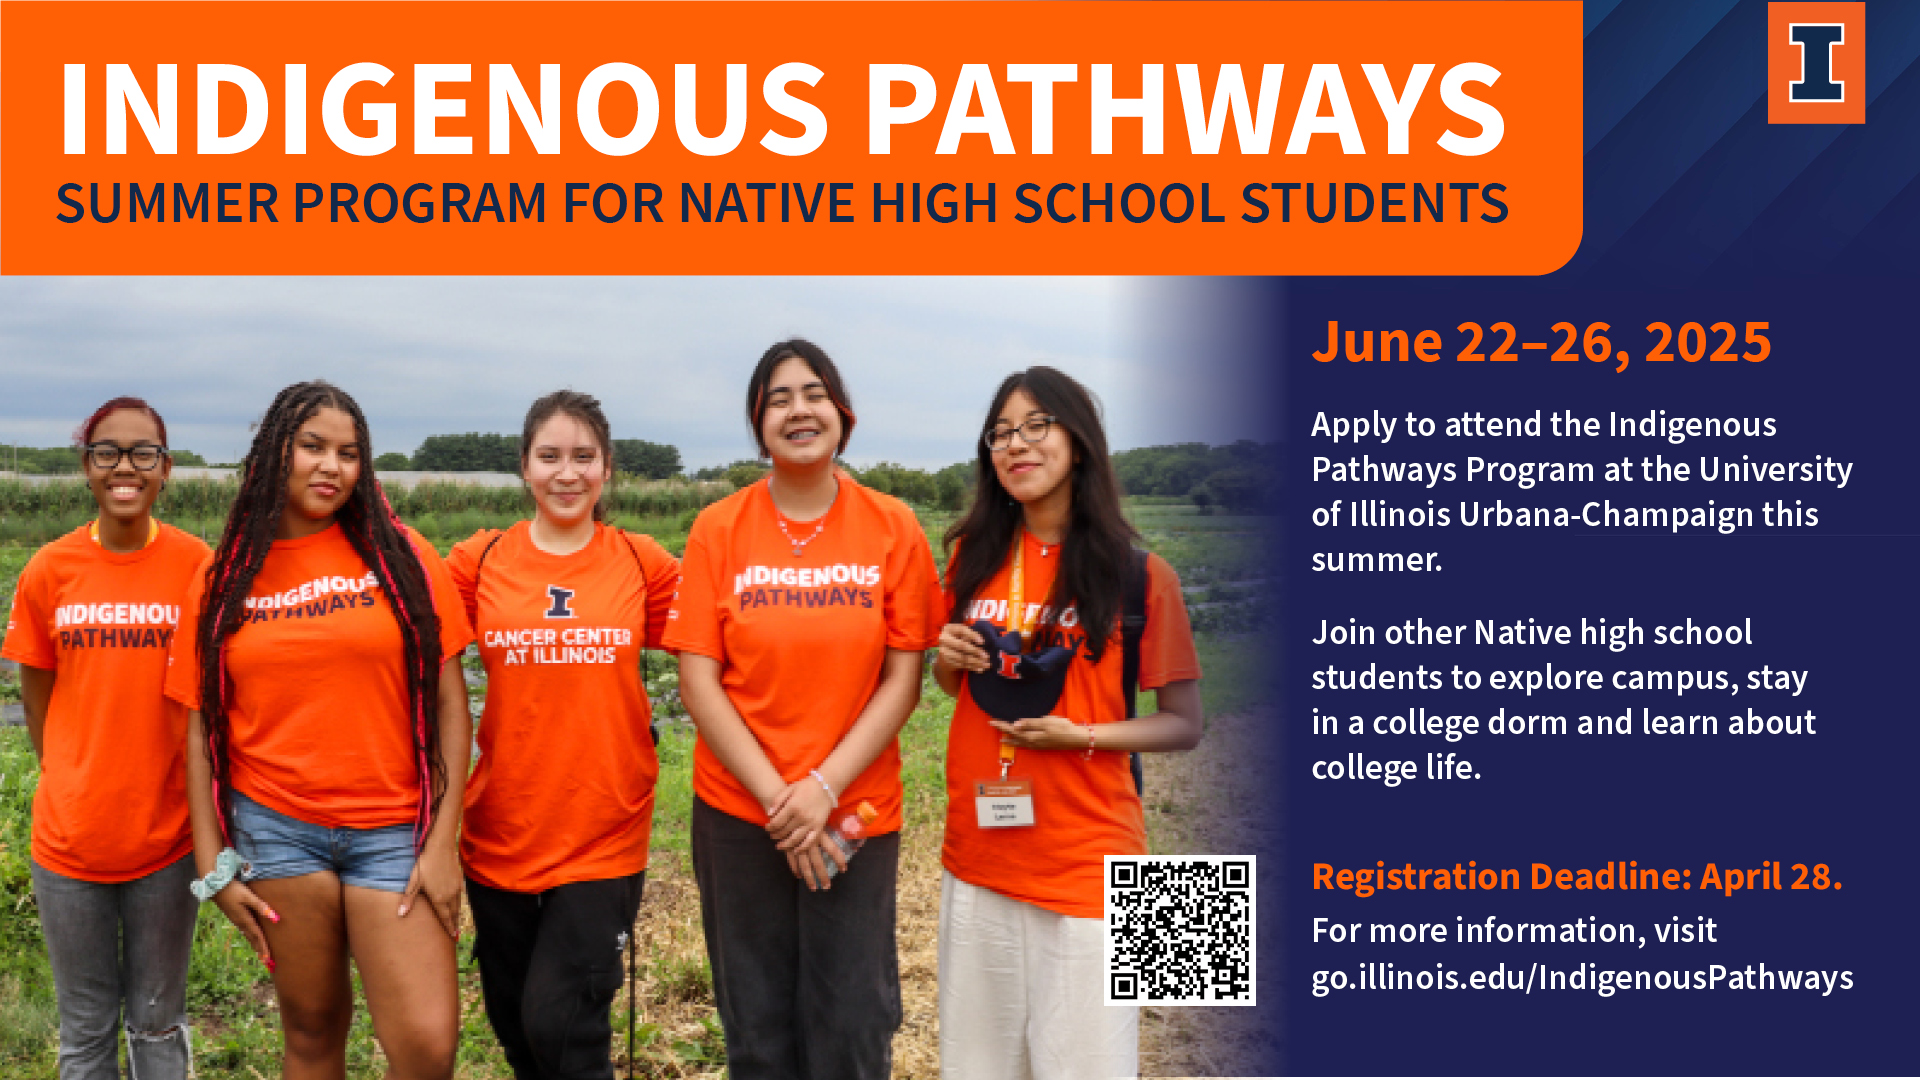 INDIGENOUS PATHWAYS
SUMMER PROGRAM FOR NATIVE HIGH SCHOOL STUDENTS
I
June 22–26, 2025
Apply to attend the Indigenous
Pathways Program at the University
of Illinois Urbana-Champaign this
summer.
Join other Native high school
students to explore campus, stay
in a college dorm and learn about
college life.
Registration Deadline: April 28.
For more information, visit
go.illinois.edu/IndigenousPathways
INDIGENOU
PATHWAY
INDIGENOUS
PATHWAYS
I
CANCER CENTER
AT ILLINOIS
INDIGENOUS
PATHWAYS
I